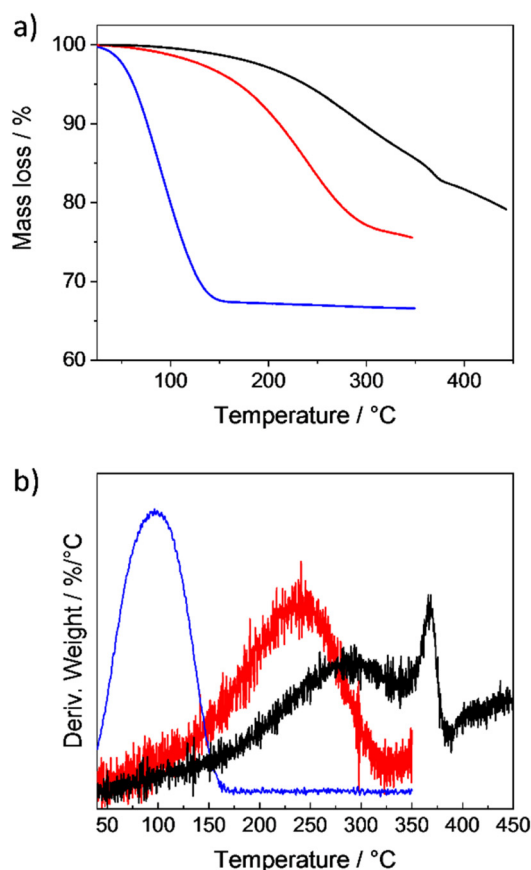 a)
100
90
80
70
60
Mass loss / %
100 200 300 400
Temperature / °C
b)
Deriv. Weight / %/°C
50 100 150 200 250 300 350 400 450
Temperature / °C